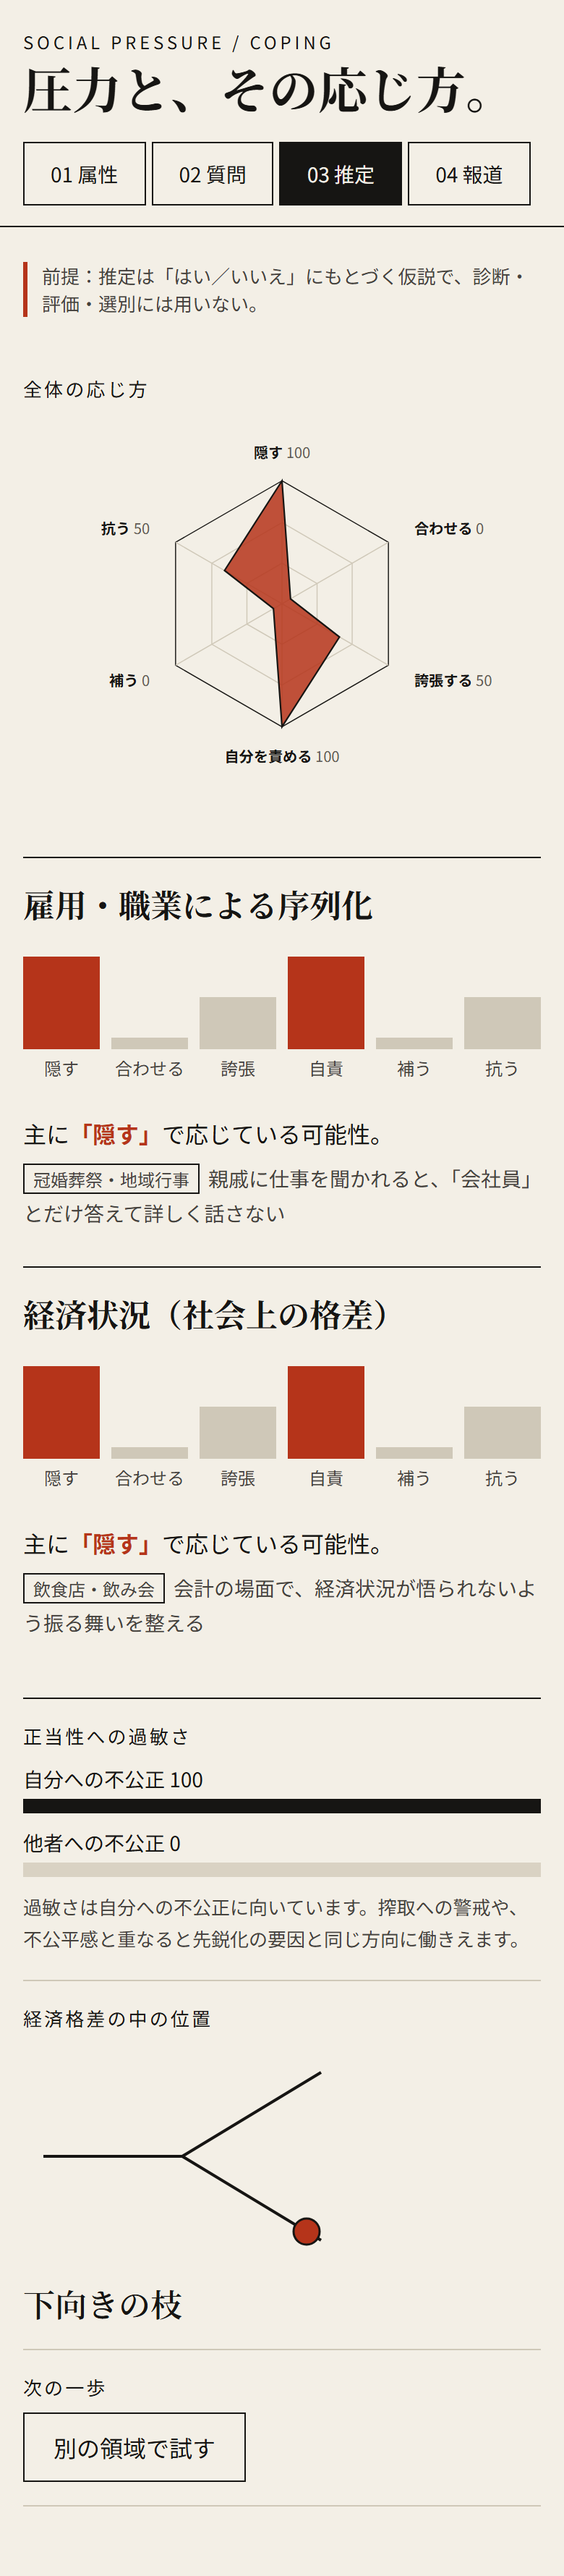 SOCIAL PRESSURE / COPING
圧力と、その応じ方。
01 属性
02 質問
03 推定
04 報道
前提：推定は「はい／いいえ」にもとづく仮説で、診断・
評価・選別には用いない。
全体の応じ方
隠す 100
抗う 50
合わせる 0
補う 0
誇張する 50
自分を責める 100
雇用・職業による序列化
隠す
合わせる
誇張
自責
補う
抗う
主に「隠す」で応じている可能性。
冠婚葬祭・地域行事 親戚に仕事を聞かれると、「会社員」
とだけ答えて詳しく話さない
経済状況（社会上の格差）
隠す
合わせる
誇張
自責
補う
抗う
主に「隠す」で応じている可能性。
飲食店・飲み会 会計の場面で、経済状況が悟られないよ
う振る舞いを整える
正当性への過敏さ
自分への不公正 100
他者への不公正 0
過敏さは自分への不公正に向いています。搾取への警戒や、
不公平感と重なると先鋭化の要因と同じ方向に働きえます。
経済格差の中の位置
下向きの枝
次の一歩
別の領域で試す